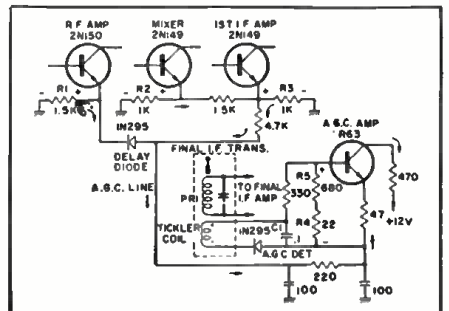 R F AMP
2N150
MIXER
2N149
1ST I.F AMP
2N149
- R1 +
1.5K
- R2 +
1K
1.5K
+ R3 -
1K
4.7K
1N295
DELAY
DIODE
A.G.C. LINE
FINAL I.F. TRANS.
PRI
TO FINAL
I.F AMP
TICKLER
COIL
1N295
C1
.1
A.G.C DET
A.G.C. AMP
R63
R5
330
+
680
R4
22
-
470
47
+12V
220
100
100